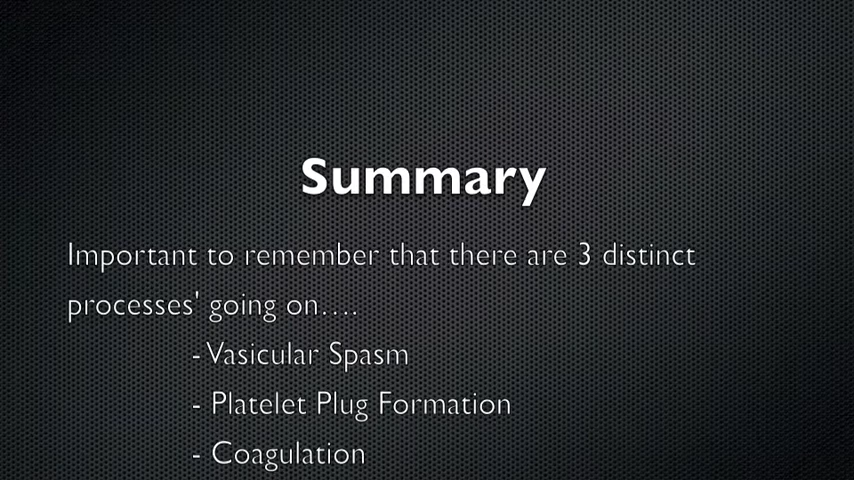 Summary
Important to remember that there are 3 distinct
processes' going on….
- Vasicular Spasm
- Platelet Plug Formation
- Coagulation